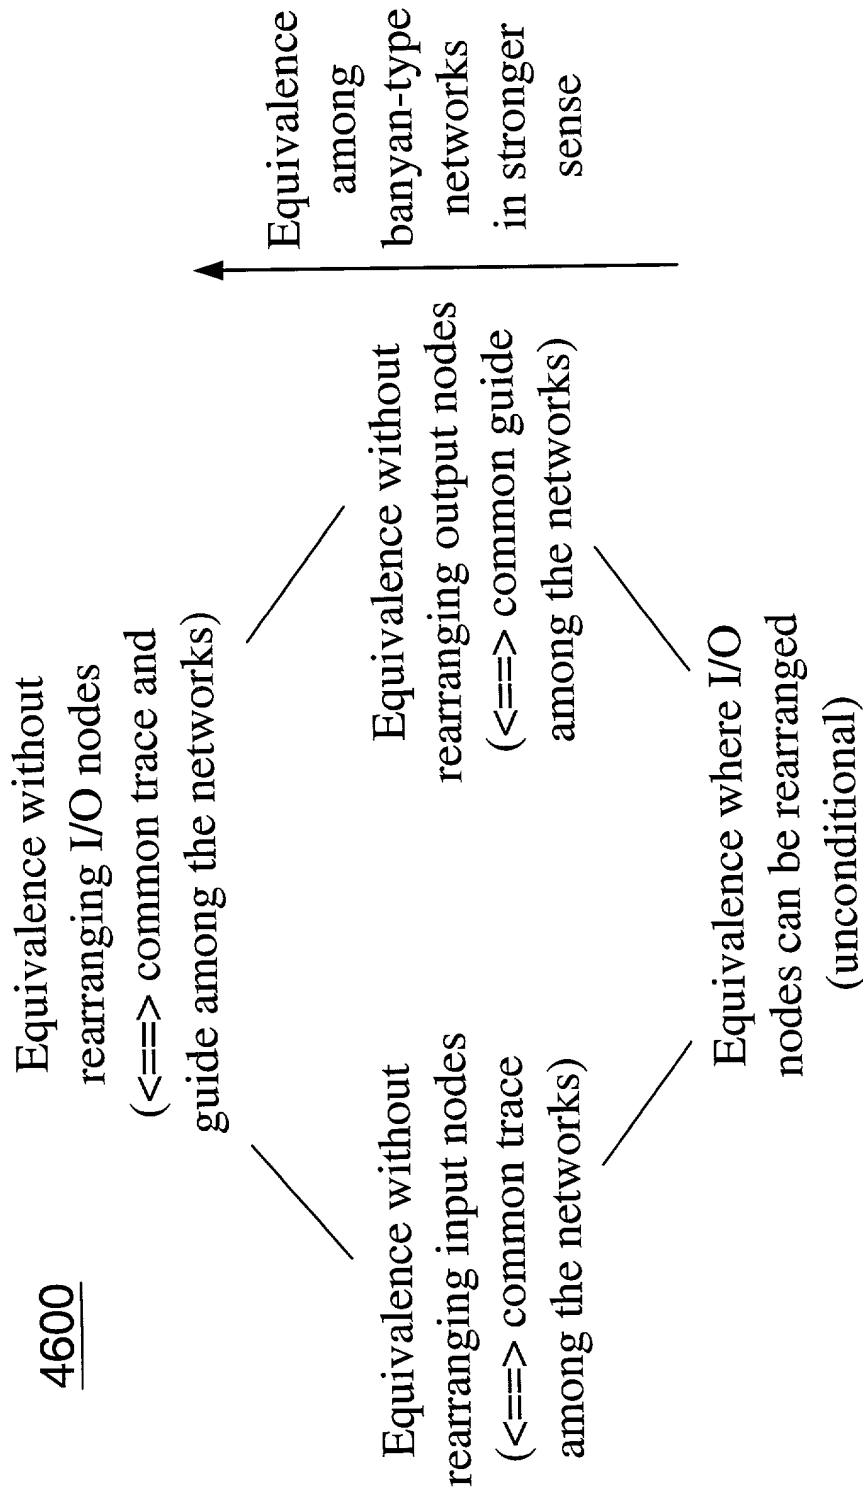 4600
Equivalence without
rearranging I/O nodes
(<==> common trace and
guide among the networks)
Equivalence without
rearranging input nodes
(<==> common trace
among the networks)
Equivalence without
rearranging output nodes
(<==> common guide
among the networks)
Equivalence where I/O
nodes can be rearranged
(unconditional)
Equivalence
among
banyan-type
networks
in stronger
sense